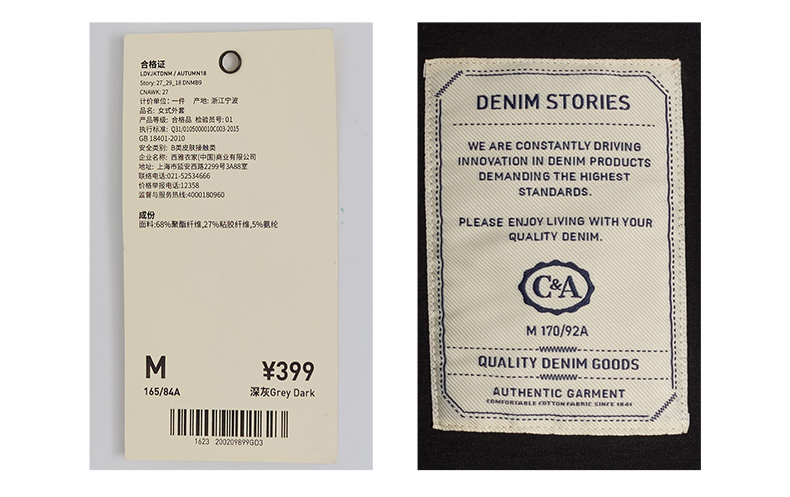 合格证
LDVJKTDNM / AUTUMN18
Story: 27_29_18 DNMB9
CNAWK: 27
计价单位: 一件 产地: 浙江宁波
品名: 女式外套
产品等级: 合格品 检验员号: 01
执行标准: Q31/0105000010C003-2015
GB 18401-2010
安全类别: B类皮肤接触类
企业名称: 西雅衣家(中国)商业有限公司
地址: 上海市延安西路2299号3A88室
联络电话:021-52534666
价格举报电话:12358
监督与服务热线:4000180960
成份
面料:68%聚酯纤维,27%粘胶纤维,5%氨纶
M ¥399
165/84A 深灰Grey Dark
1623 200209899GD3
DENIM STORIES
WE ARE CONSTANTLY DRIVING
INNOVATION IN DENIM PRODUCTS
DEMANDING THE HIGHEST
STANDARDS.
PLEASE ENJOY LIVING WITH YOUR
QUALITY DENIM.
C&A
M 170/92A
QUALITY DENIM GOODS
AUTHENTIC GARMENT
COMFORTABLE COTTON FABRIC SINCE 1841